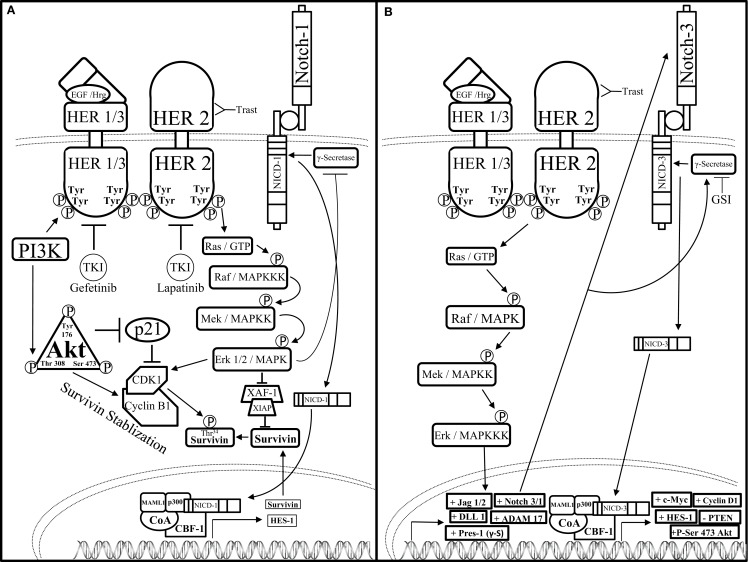 A
Notch-1
EGF /Hrg
HER 1/3
HER 2
Trast
HER 1/3
HER 2
NICD-1
γ-Secretase
Tyr Tyr
Tyr Tyr
Tyr Tyr
Tyr Tyr
P
P
P
P
P
P
P
P
PI3K
TKI
Gefetinib
TKI
Lapatinib
Ras / GTP
P
Raf / MAPKKK
P
Mek / MAPKK
P
Erk 1/2 / MAPK
P
Tyr
176
Akt
Thr 308
Ser 473
P
P
p21
CDK1
Cyclin B1
Survivin Stablization
XAF-1
XIAP
P
Thr34
Survivin
Survivin
NICD-1
MAML1
p300
NICD-1
CoA
CBF-1
Survivin
HES-1
B
Notch-3
EGF /Hrg
HER 1/3
HER 2
Trast
HER 1/3
HER 2
NICD-3
γ-Secretase
GSI
Tyr Tyr
Tyr Tyr
Tyr Tyr
Tyr Tyr
P
P
P
P
P
P
P
P
Ras / GTP
P
Raf / MAPK
P
Mek / MAPKK
P
Erk / MAPKKK
NICD-3
+ Jag 1/2
+ Notch 3/1
+ DLL 1
+ ADAM 17
+ Pres-1 (γ-S)
MAML1
p300
NICD-3
CoA
CBF-1
+ c-Myc
+ Cyclin D1
+ HES-1
- PTEN
+P-Ser 473 Akt